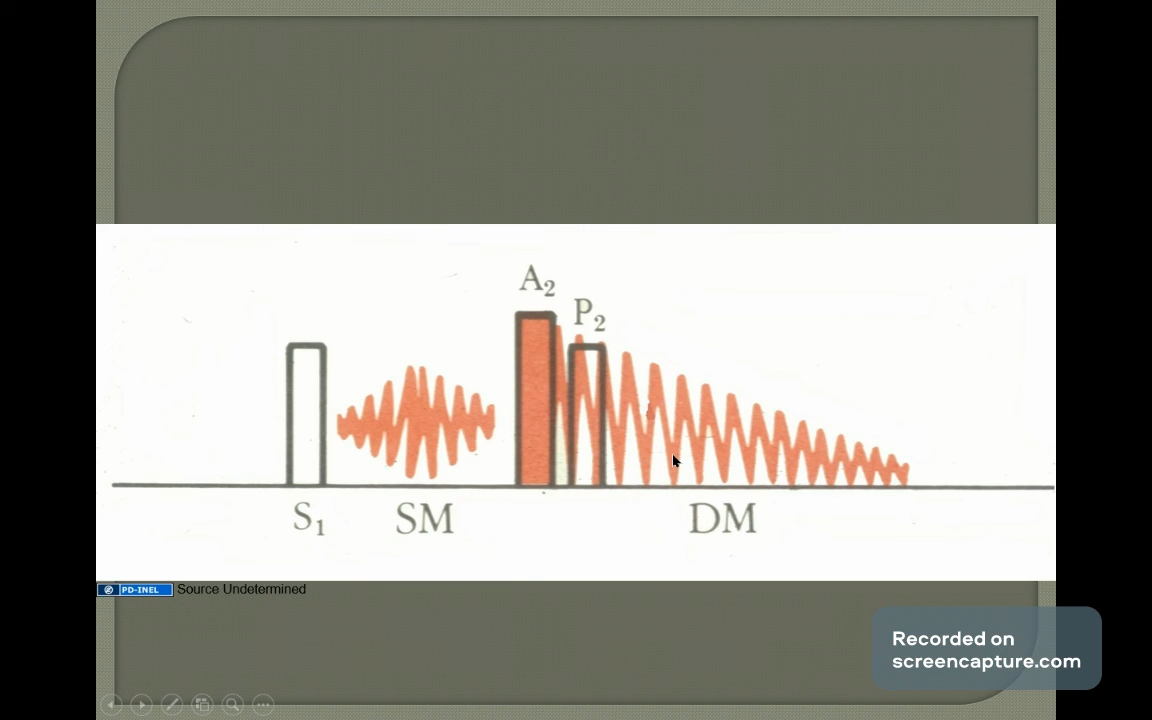 A₂
P₂
S₁
SM
DM
PD-INEL Source Undetermined
Recorded on
screencapture.com